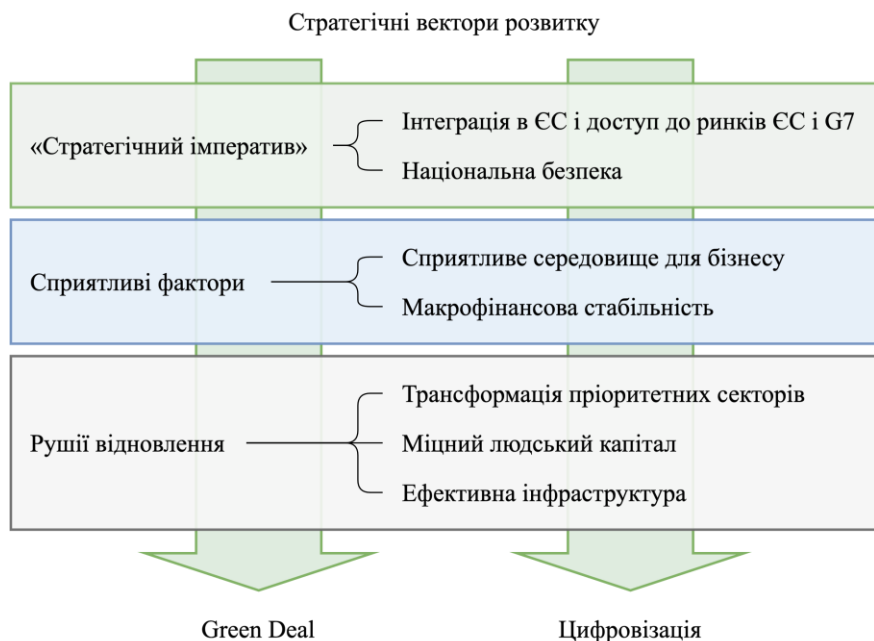 Стратегічні вектори розвитку
«Стратегічний імператив»
Інтеграція в ЄС і доступ до ринків ЄС і G7
Національна безпека
Сприятливі фактори
Сприятливе середовище для бізнесу
Макрофінансова стабільність
Рушії відновлення
Трансформація пріоритетних секторів
Міцний людський капітал
Ефективна інфраструктура
Green Deal
Цифровізація